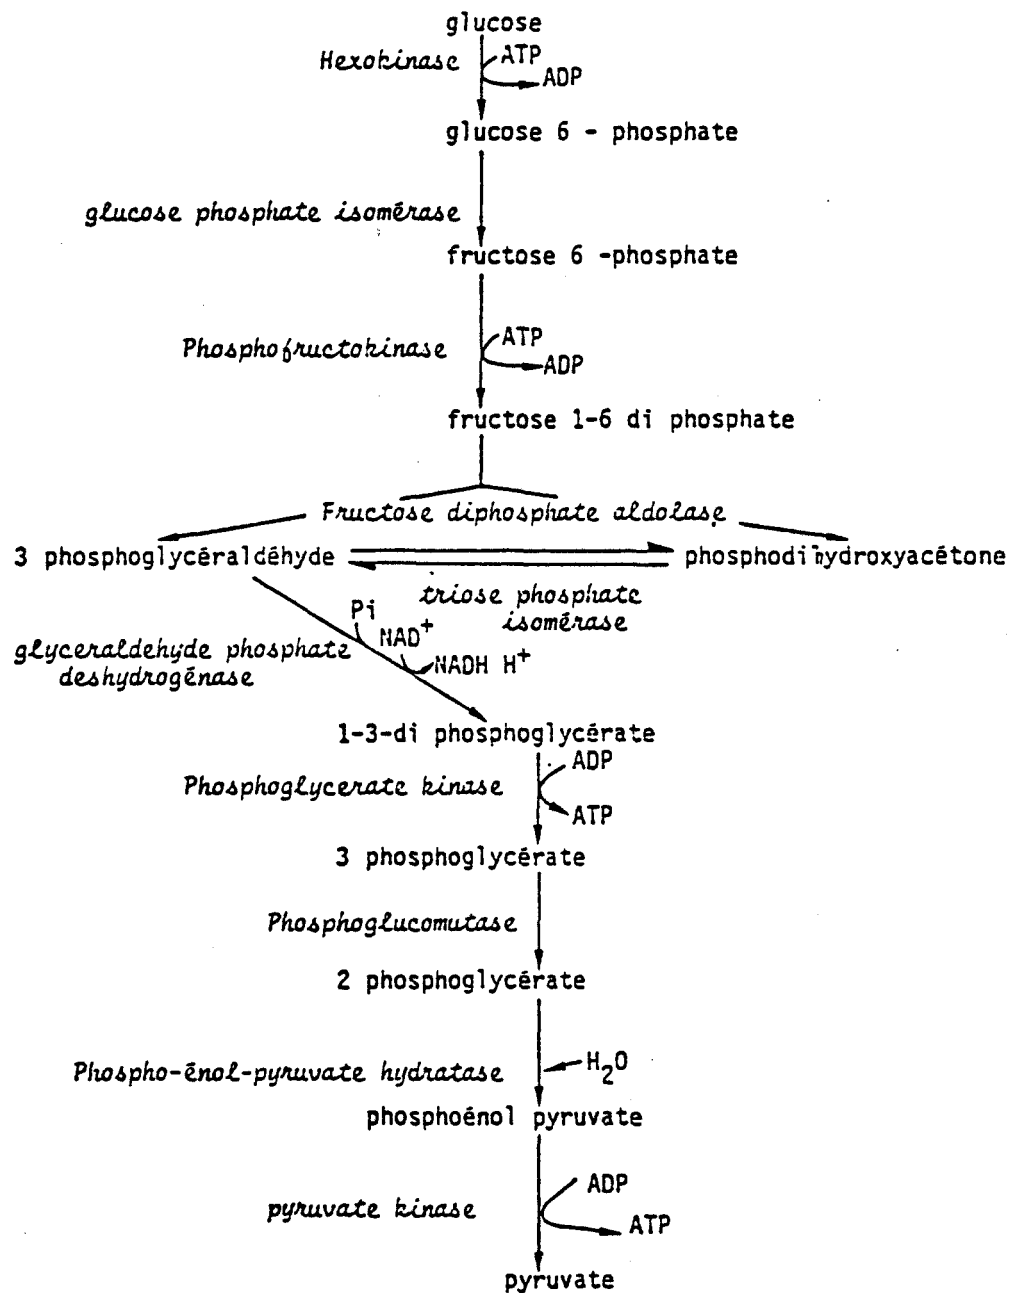 glucose
Hexokinase
ATP
ADP
glucose 6 - phosphate
glucose phosphate isomérase
fructose 6 -phosphate
Phosphofructokinase
ATP
ADP
fructose 1-6 di phosphate
Fructose diphosphate aldolase
3 phosphoglycéraldéhyde
phosphodihydroxyacétone
triose phosphate
isomérase
Pi
NAD+
NADH H+
glyceraldehyde phosphate
deshydrogénase
1-3-di phosphoglycérate
Phosphoglycerate kinase
ADP
ATP
3 phosphoglycérate
Phosphoglucomutase
2 phosphoglycérate
Phospho-énol-pyruvate hydratase
H2O
phosphoénol pyruvate
pyruvate kinase
ADP
ATP
pyruvate